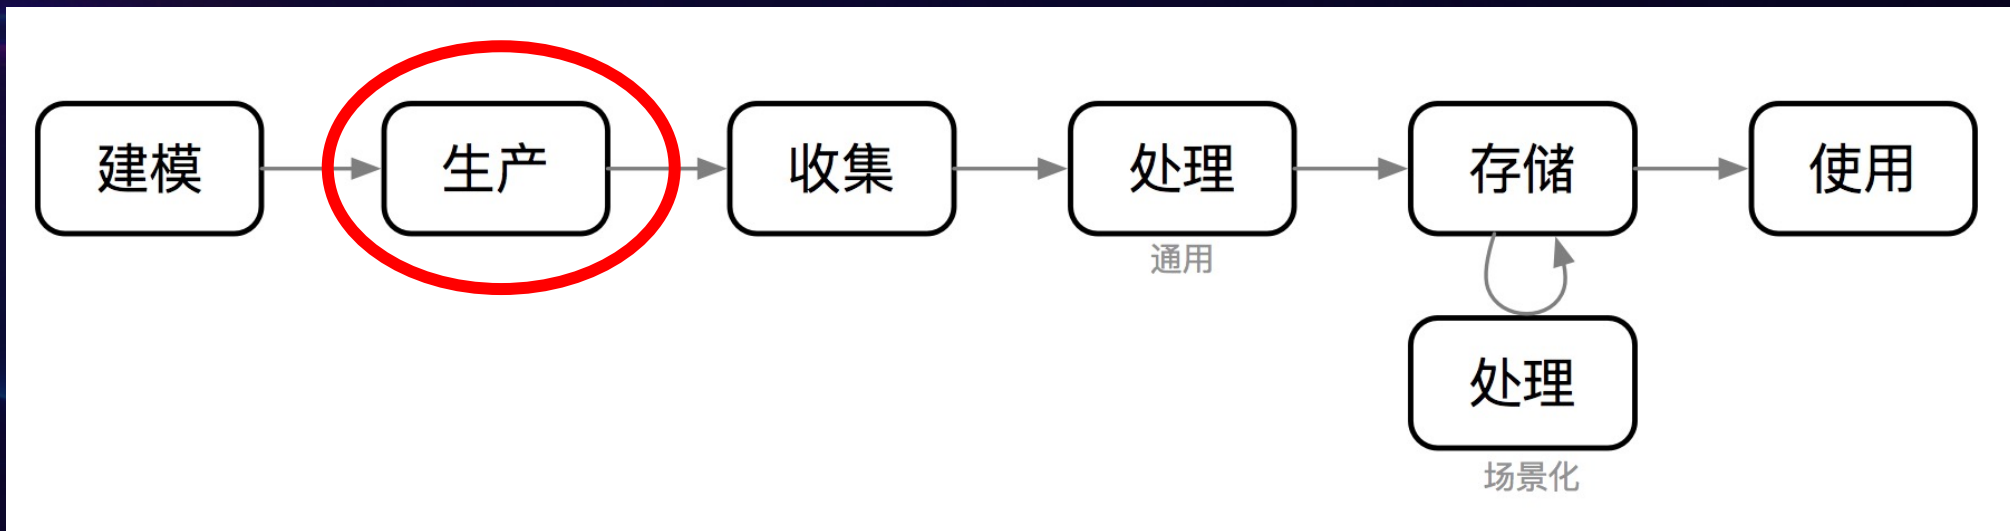 建模
生产
收集
处理
存储
使用
通用
处理
场景化